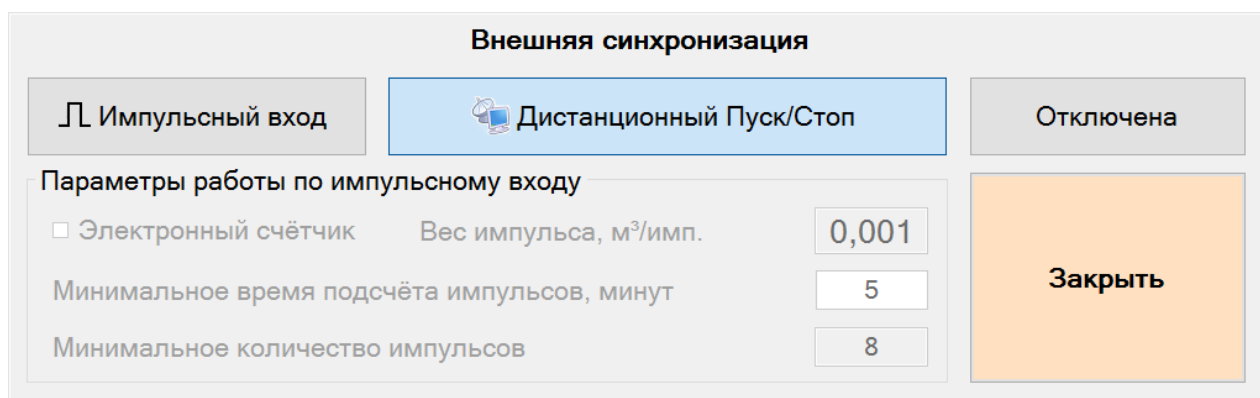 Внешняя синхронизация
Импульсный вход
Дистанционный Пуск/Стоп
Отключена
Параметры работы по импульсному входу
Электронный счётчик
Вес импульса, м³/имп.
0,001
Минимальное время подсчёта импульсов, минут
5
Минимальное количество импульсов
8
Закрыть